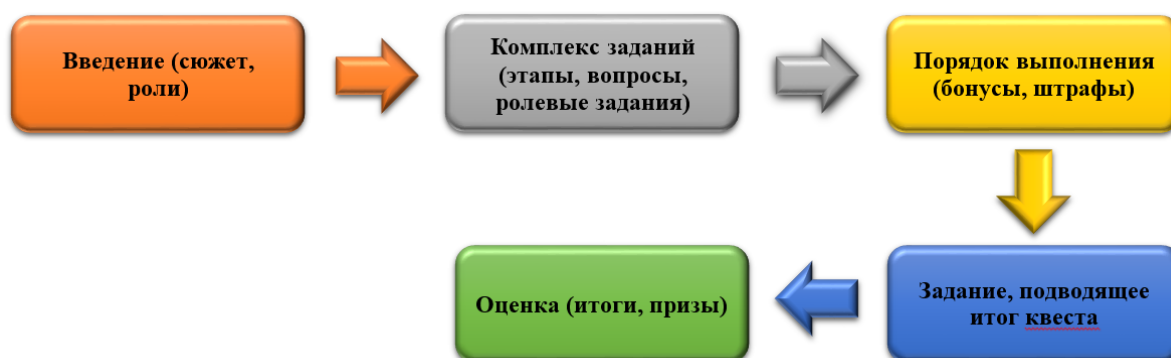 Введение (сюжет,
роли)
Комплекс заданий
(этапы, вопросы,
ролевые задания)
Порядок выполнения
(бонусы, штрафы)
Задание, подводящее
итог квеста
Оценка (итоги, призы)